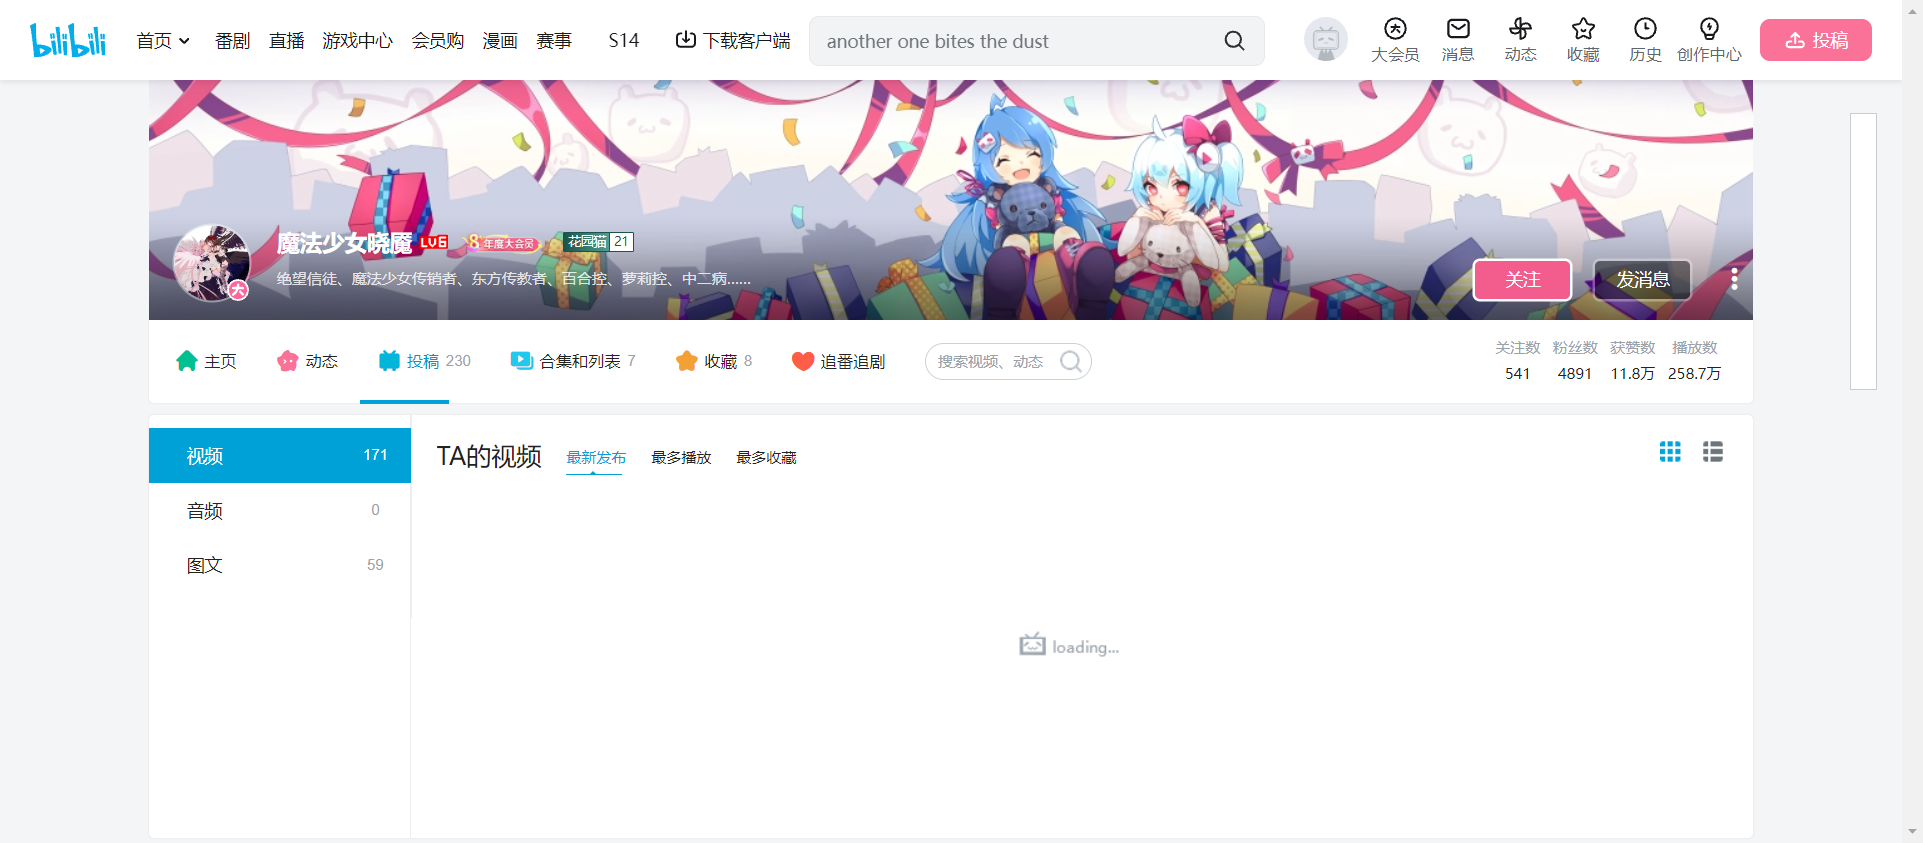 bilibili 首页 番剧 直播 游戏中心 会员购 漫画 赛事 S14 下载客户端 another one bites the dust 大会员 消息 动态 收藏 历史 创作中心 投稿
魔法少女晓魇 LV6 8 年度大会员 花园猫 21
绝望信徒、魔法少女传销者、东方传教者、百合控、萝莉控、中二病......
大
关注 发消息
主页 动态 投稿 230 合集和列表 7 收藏 8 追番追剧 搜索视频、动态
关注数 粉丝数 获赞数 播放数
541 4891 11.8万 258.7万
视频 171
音频 0
图文 59
TA的视频 最新发布 最多播放 最多收藏
loading...